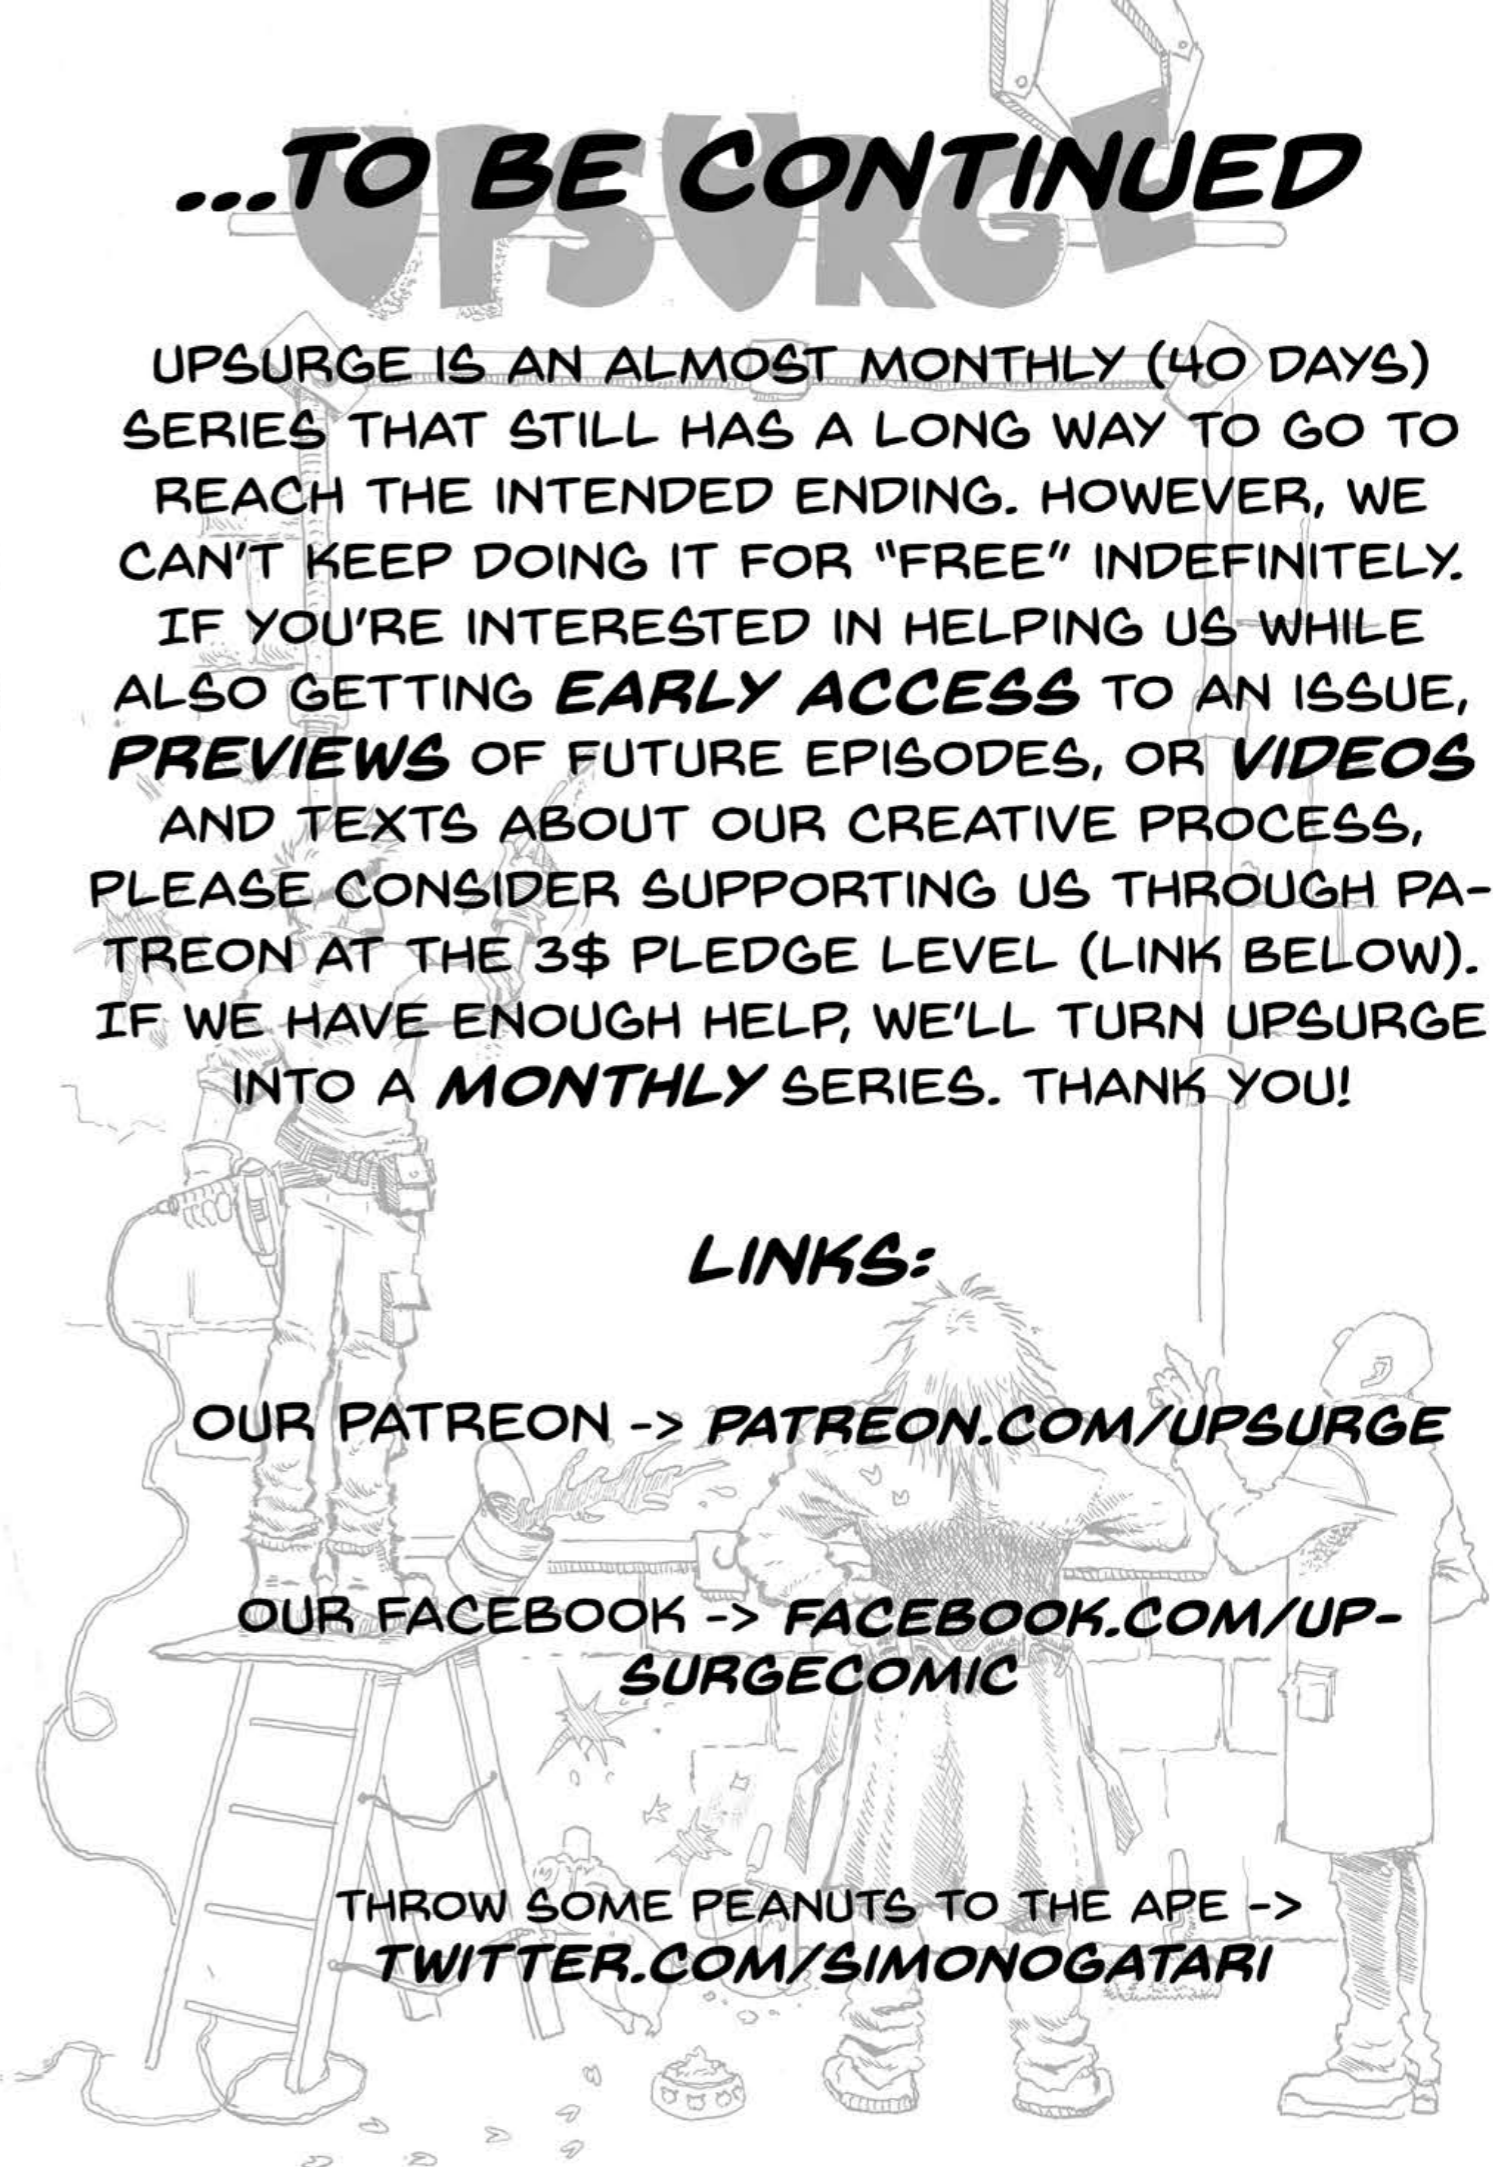 ...TO BE CONTINUED
UPSURGE
UPSURGE IS AN ALMOST MONTHLY (40 DAYS)
SERIES THAT STILL HAS A LONG WAY TO GO TO
REACH THE INTENDED ENDING. HOWEVER, WE
CAN'T KEEP DOING IT FOR "FREE" INDEFINITELY.
IF YOU'RE INTERESTED IN HELPING US WHILE
ALSO GETTING EARLY ACCESS TO AN ISSUE,
PREVIEWS OF FUTURE EPISODES, OR VIDEOS
AND TEXTS ABOUT OUR CREATIVE PROCESS,
PLEASE CONSIDER SUPPORTING US THROUGH PA-
TREON AT THE 3$ PLEDGE LEVEL (LINK BELOW).
IF WE HAVE ENOUGH HELP, WE'LL TURN UPSURGE
INTO A MONTHLY SERIES. THANK YOU!
LINKS:
OUR PATREON -> PATREON.COM/UPSURGE
OUR FACEBOOK -> FACEBOOK.COM/UP-
SURGECOMIC
THROW SOME PEANUTS TO THE APE ->
TWITTER.COM/SIMONOGATARI